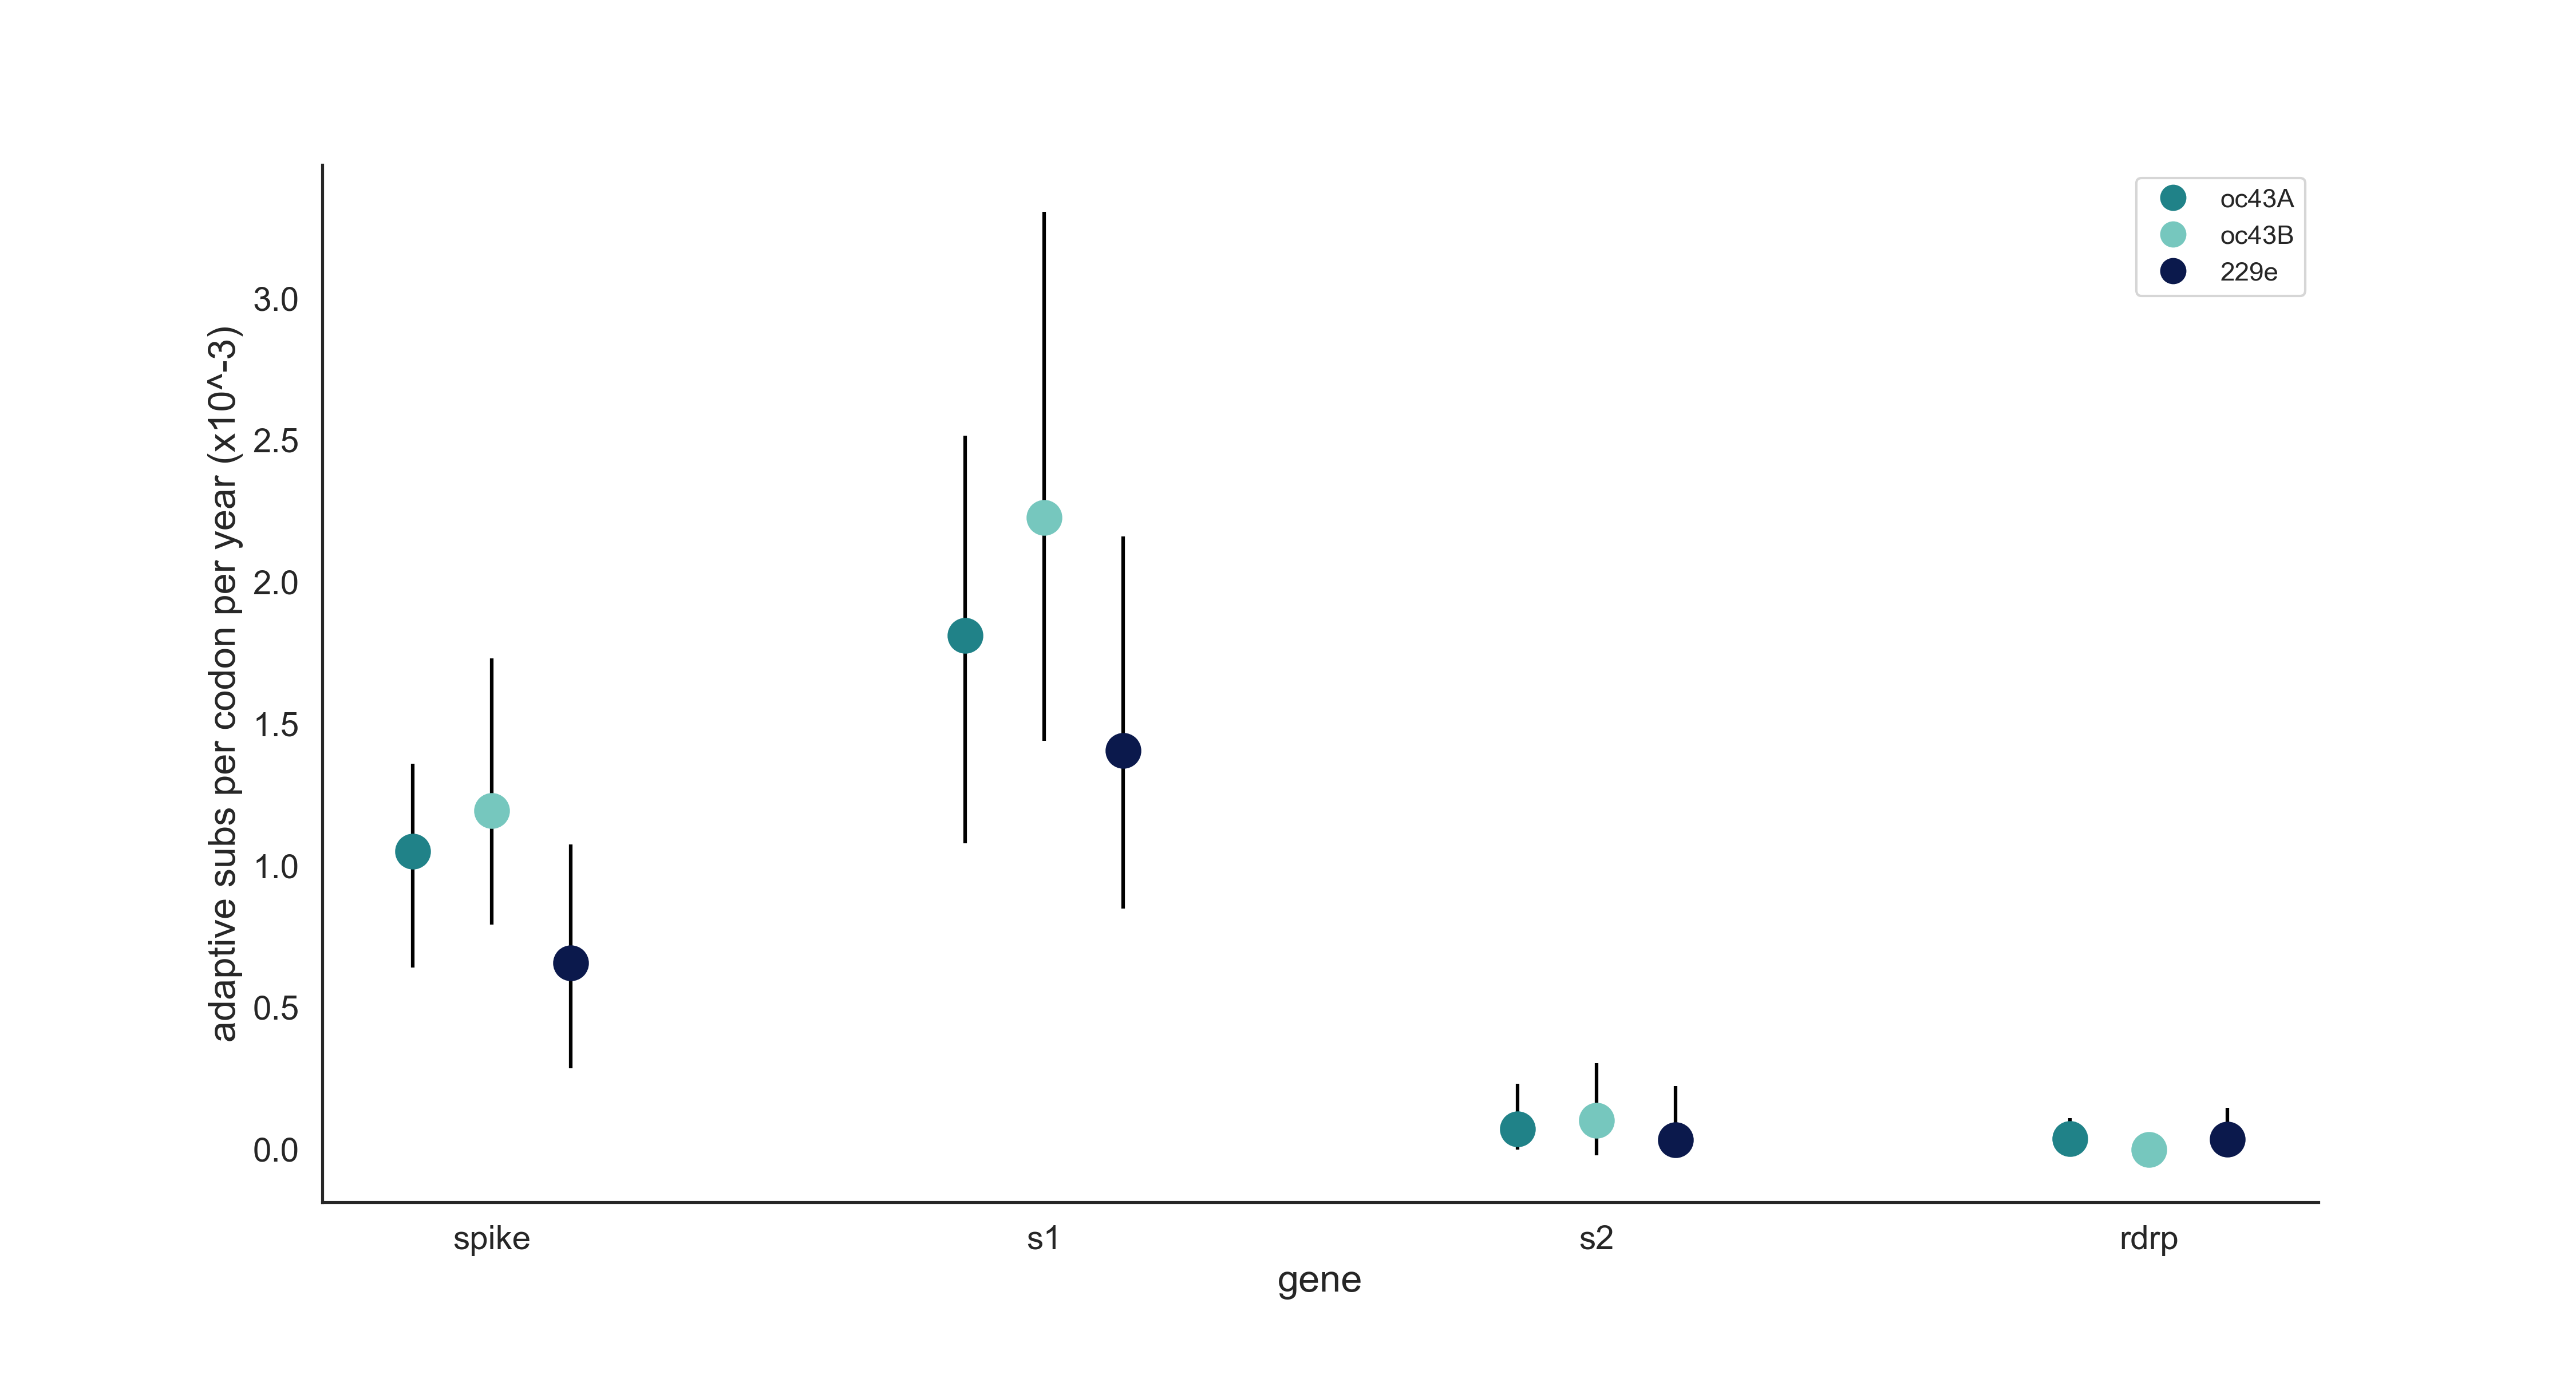 oc43A
oc43B
229e
adaptive subs per codon per year (x10^-3)
3.0
2.5
2.0
1.5
1.0
0.5
0.0
spike
s1
s2
rdrp
gene